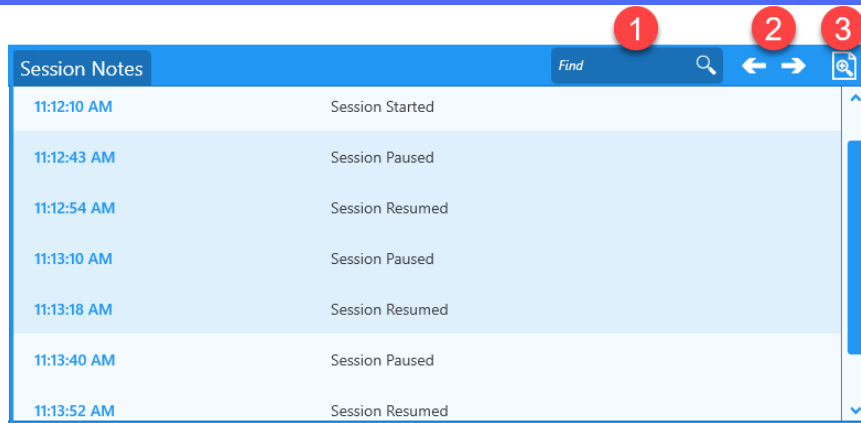 1 2 3
Session Notes Find
11:12:10 AM Session Started
11:12:43 AM Session Paused
11:12:54 AM Session Resumed
11:13:10 AM Session Paused
11:13:18 AM Session Resumed
11:13:40 AM Session Paused
11:13:52 AM Session Resumed